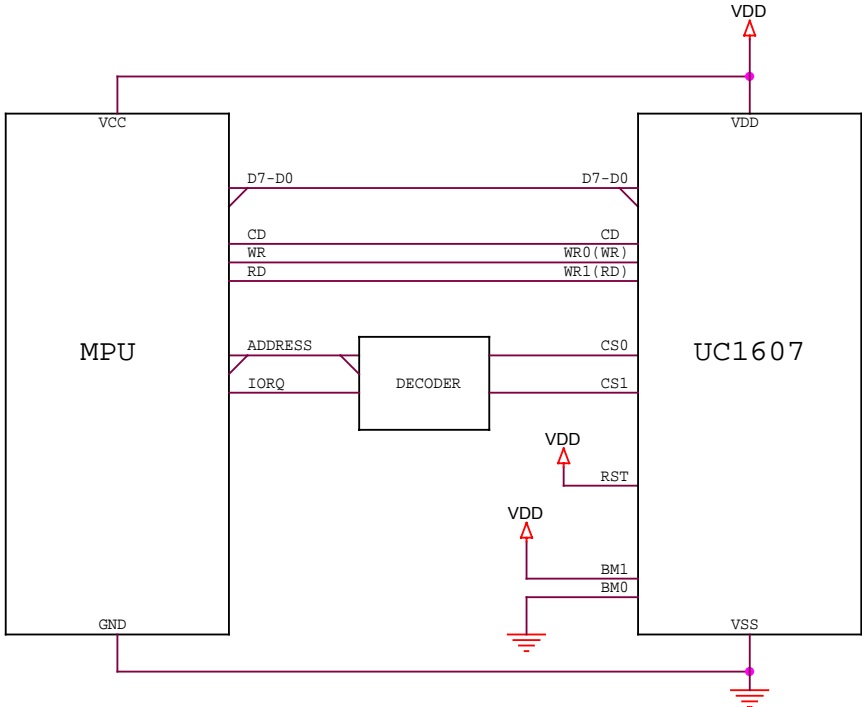 VDD
VCC
VDD
D7-D0
D7-D0
CD
CD
WR
WR0(WR)
RD
WR1(RD)
MPU
ADDRESS
CS0
UC1607
IORQ
DECODER
CS1
VDD
RST
VDD
BM1
BM0
GND
VSS